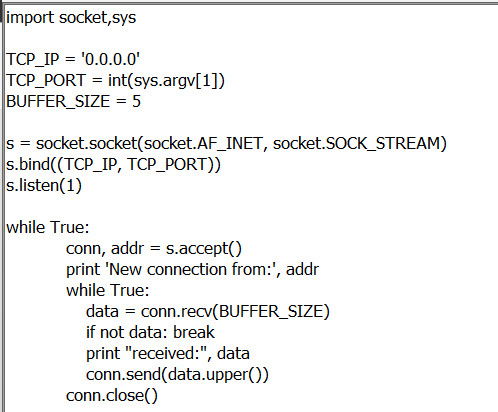 import socket,sys

TCP_IP = '0.0.0.0'
TCP_PORT = int(sys.argv[1])
BUFFER_SIZE = 5

s = socket.socket(socket.AF_INET, socket.SOCK_STREAM)
s.bind((TCP_IP, TCP_PORT))
s.listen(1)

while True:
        conn, addr = s.accept()
        print 'New connection from:', addr
        while True:
           data = conn.recv(BUFFER_SIZE)
           if not data: break
           print "received:", data
           conn.send(data.upper())
        conn.close()